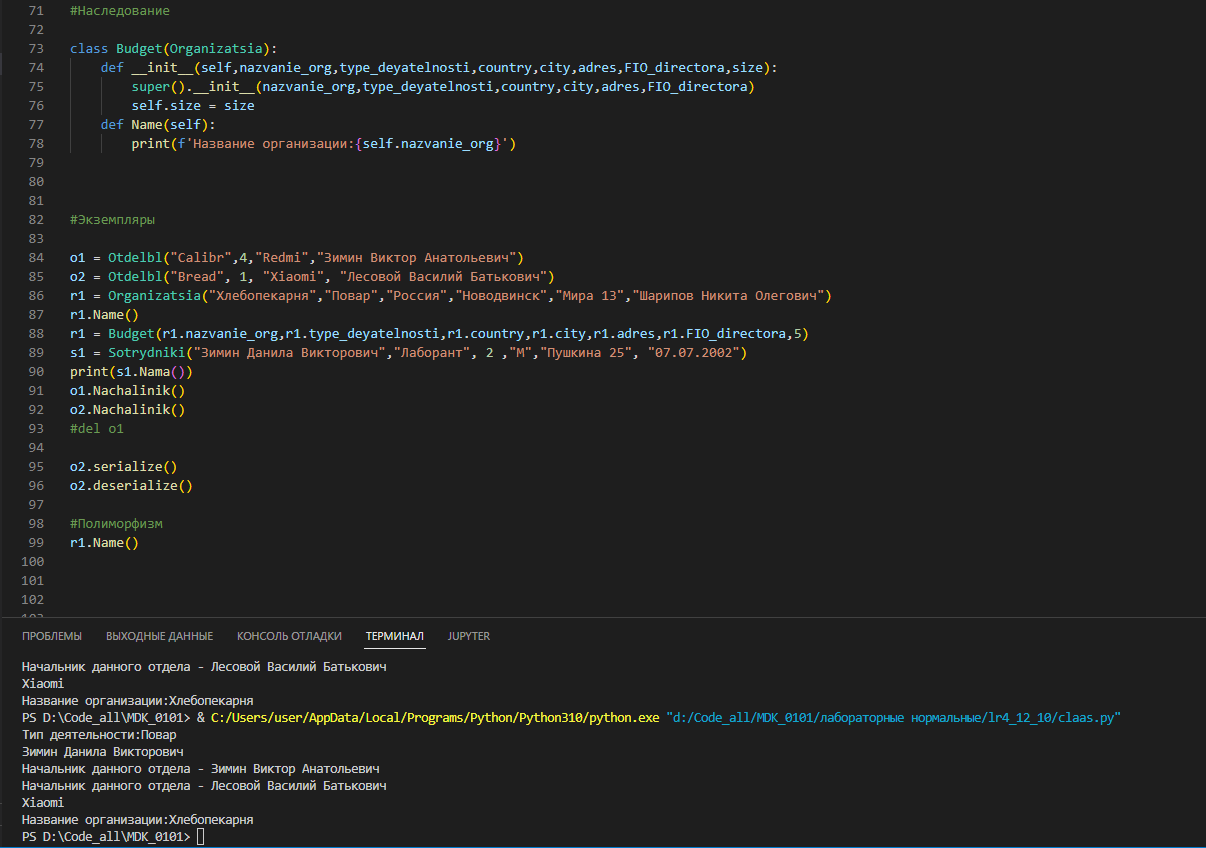 71 #Наследование
72
73 class Budget(Organizatsia):
74     def __init__(self,nazvanie_org,type_deyatelnosti,country,city,adres,FIO_directora,size):
75         super().__init__(nazvanie_org,type_deyatelnosti,country,city,adres,FIO_directora)
76         self.size = size
77     def Name(self):
78         print(f'Название организации:{self.nazvanie_org}')
79
80
81
82 #Экземпляры
83
84 o1 = Otdelbl("Calibr",4,"Redmi","Зимин Виктор Анатольевич")
85 o2 = Otdelbl("Bread", 1, "Xiaomi", "Лесовой Василий Батькович")
86 r1 = Organizatsia("Хлебопекарня","Повар","Россия","Новодвинск","Мира 13","Шарипов Никита Олегович")
87 r1.Name()
88 r1 = Budget(r1.nazvanie_org,r1.type_deyatelnosti,r1.country,r1.city,r1.adres,r1.FIO_directora,5)
89 s1 = Sotrydniki("Зимин Данила Викторович","Лаборант", 2 ,"М","Пушкина 25", "07.07.2002")
90 print(s1.Nama())
91 o1.Nachalinik()
92 o2.Nachalinik()
93 #del o1
94
95 o2.serialize()
96 o2.deserialize()
97
98 #Полиморфизм
99 r1.Name()
100
101
102
ПРОБЛЕМЫ ВЫХОДНЫЕ ДАННЫЕ КОНСОЛЬ ОТЛАДКИ ТЕРМИНАЛ JUPYTER
Начальник данного отдела - Лесовой Василий Батькович
Xiaomi
Название организации:Хлебопекарня
PS D:\Code_all\MDK_0101> & C:/Users/user/AppData/Local/Programs/Python/Python310/python.exe "d:/Code_all/MDK_0101/лабораторные нормальные/lr4_12_10/claas.py"
Тип деятельности:Повар
Зимин Данила Викторович
Начальник данного отдела - Зимин Виктор Анатольевич
Начальник данного отдела - Лесовой Василий Батькович
Xiaomi
Название организации:Хлебопекарня
PS D:\Code_all\MDK_0101>